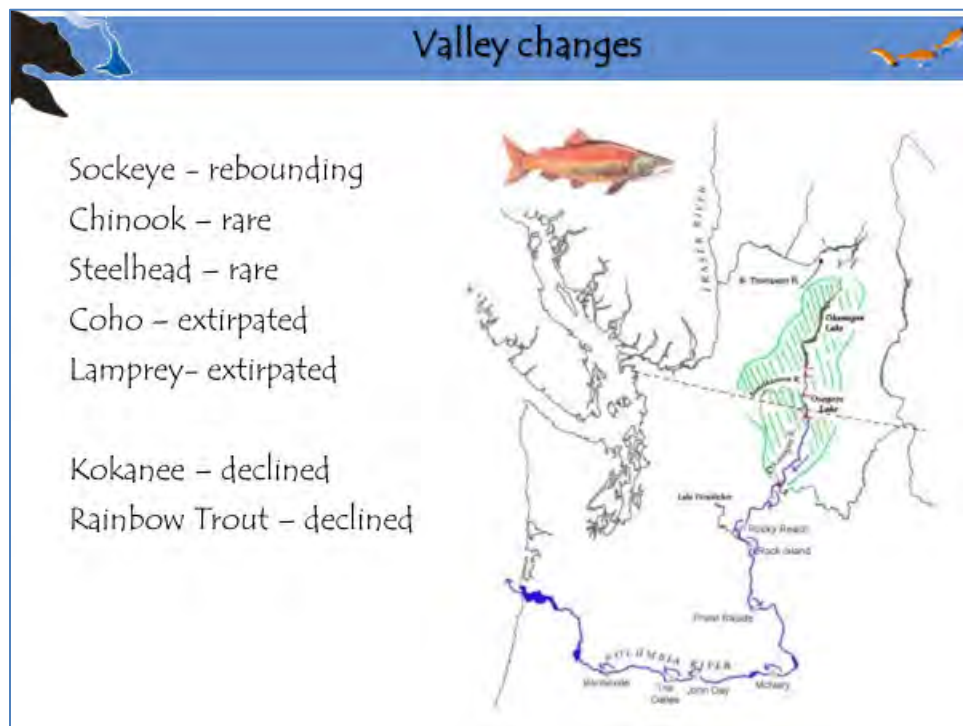 Valley changes
Sockeye – rebounding
Chinook – rare
Steelhead – rare
Coho – extirpated
Lamprey– extirpated
Kokanee – declined
Rainbow Trout – declined
FRASER RIVER
Okanagan
Lake
Osoyoos
Lake
Rocky Reach
Rock Island
Priest Rapids
COLUMBIA RIVER
The
Dalles
John Day
McNary